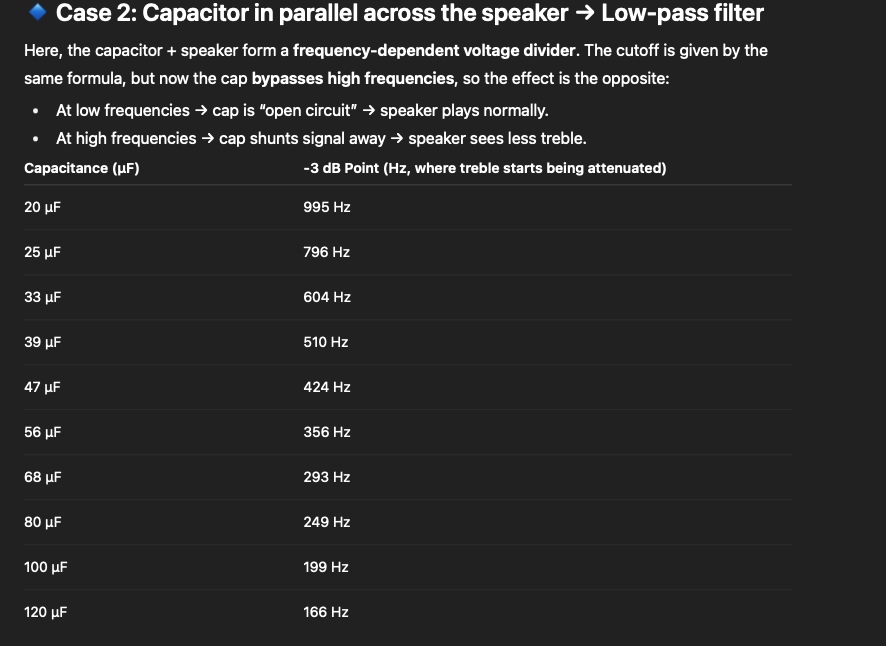 🔹 Case 2: Capacitor in parallel across the speaker → Low-pass filter
Here, the capacitor + speaker form a frequency-dependent voltage divider. The cutoff is given by the
same formula, but now the cap bypasses high frequencies, so the effect is the opposite:
• At low frequencies → cap is “open circuit” → speaker plays normally.
• At high frequencies → cap shunts signal away → speaker sees less treble.
Capacitance (µF) -3 dB Point (Hz, where treble starts being attenuated)
20 µF 995 Hz
25 µF 796 Hz
33 µF 604 Hz
39 µF 510 Hz
47 µF 424 Hz
56 µF 356 Hz
68 µF 293 Hz
80 µF 249 Hz
100 µF 199 Hz
120 µF 166 Hz